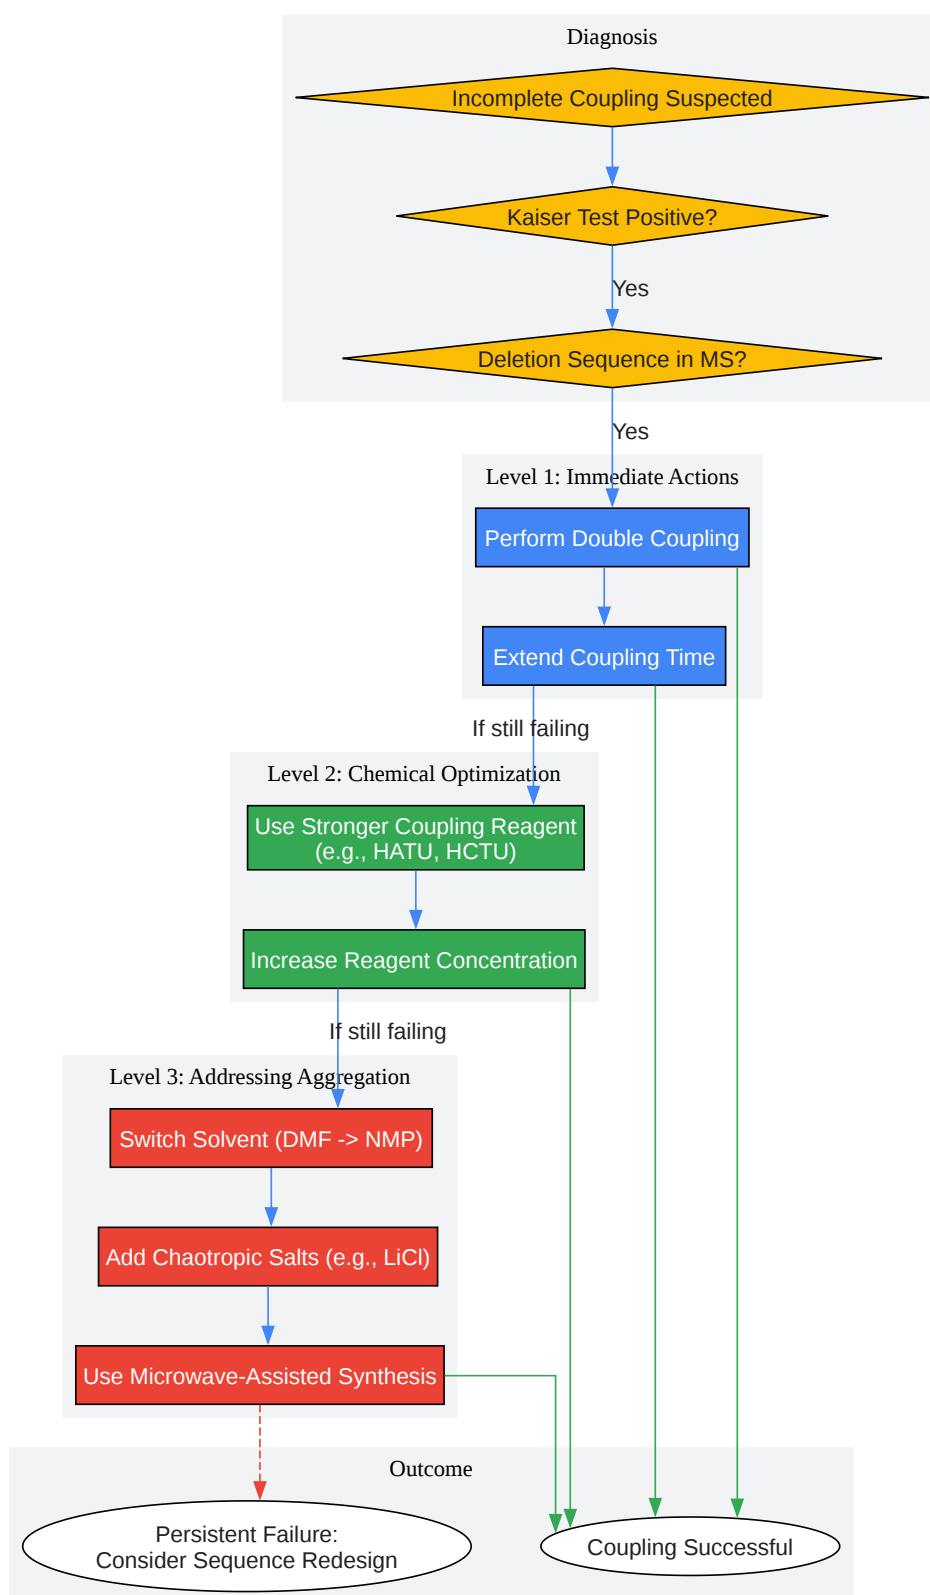 Diagnosis
Incomplete Coupling Suspected
Kaiser Test Positive?
Yes
Deletion Sequence in MS?
Yes
Level 1: Immediate Actions
Perform Double Coupling
Extend Coupling Time
If still failing
Level 2: Chemical Optimization
Use Stronger Coupling Reagent
(e.g., HATU, HCTU)
Increase Reagent Concentration
If still failing
Level 3: Addressing Aggregation
Switch Solvent (DMF -> NMP)
Add Chaotropic Salts (e.g., LiCl)
Use Microwave-Assisted Synthesis
Outcome
Persistent Failure:
Consider Sequence Redesign
Coupling Successful